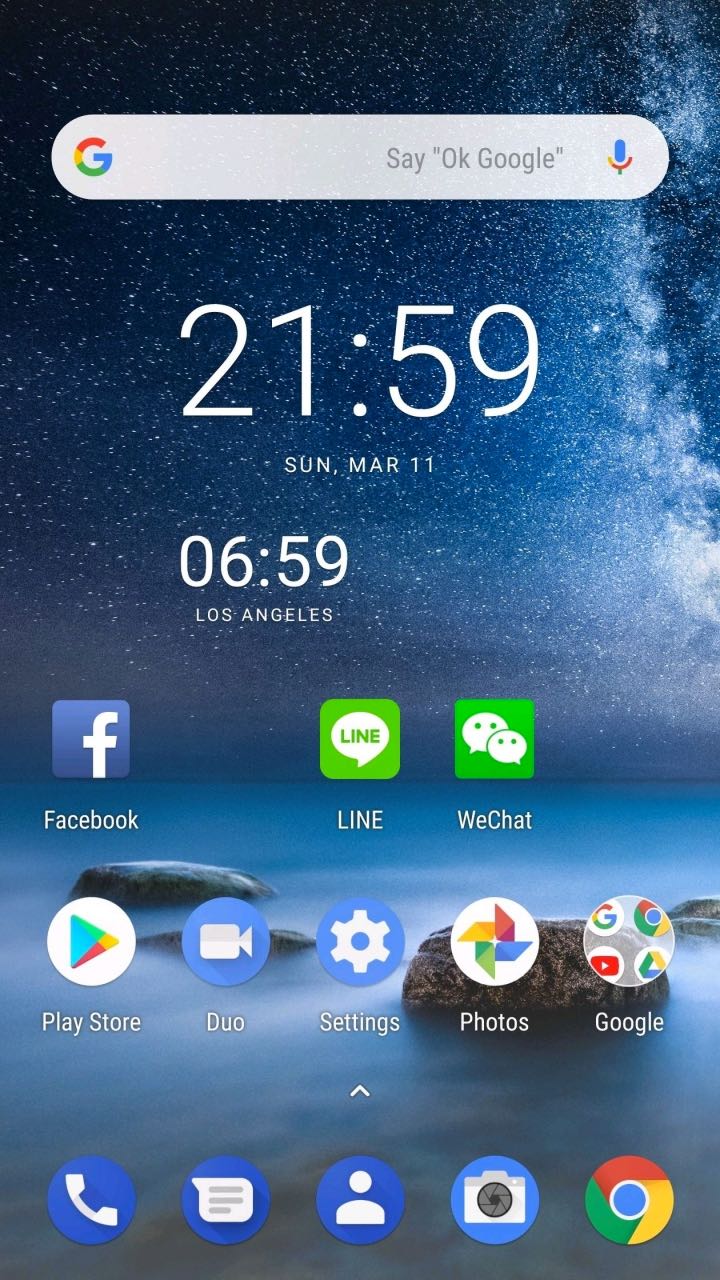 Say "Ok Google"
21:59
SUN, MAR 11
06:59
LOS ANGELES
LINE
Facebook
LINE
WeChat
Play Store
Duo
Settings
Photos
Google